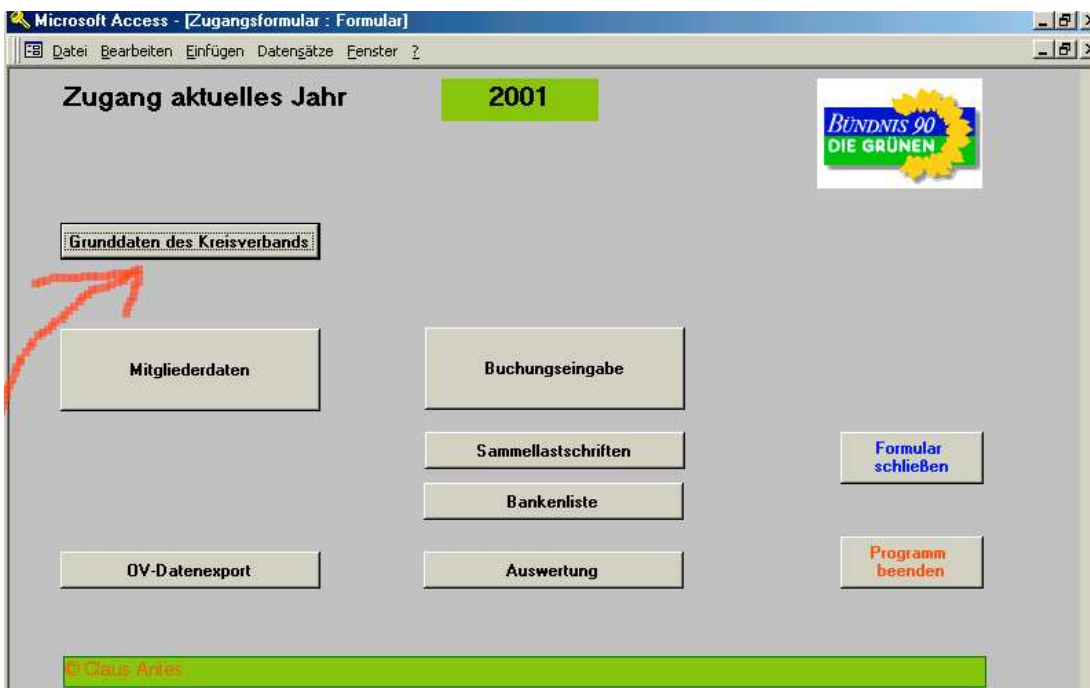 Microsoft Access - [Zugangsformular : Formular]
Datei Bearbeiten Einfügen Datensätze Fenster ?
Zugang aktuelles Jahr 2001
BÜNDNIS 90
DIE GRÜNEN
Grunddaten des Kreisverbands
Mitgliederdaten
Buchungseingabe
Sammellastschriften
Formular
schließen
Bankenliste
OV-Datenexport
Auswertung
Programm
beenden
© Claus Antes